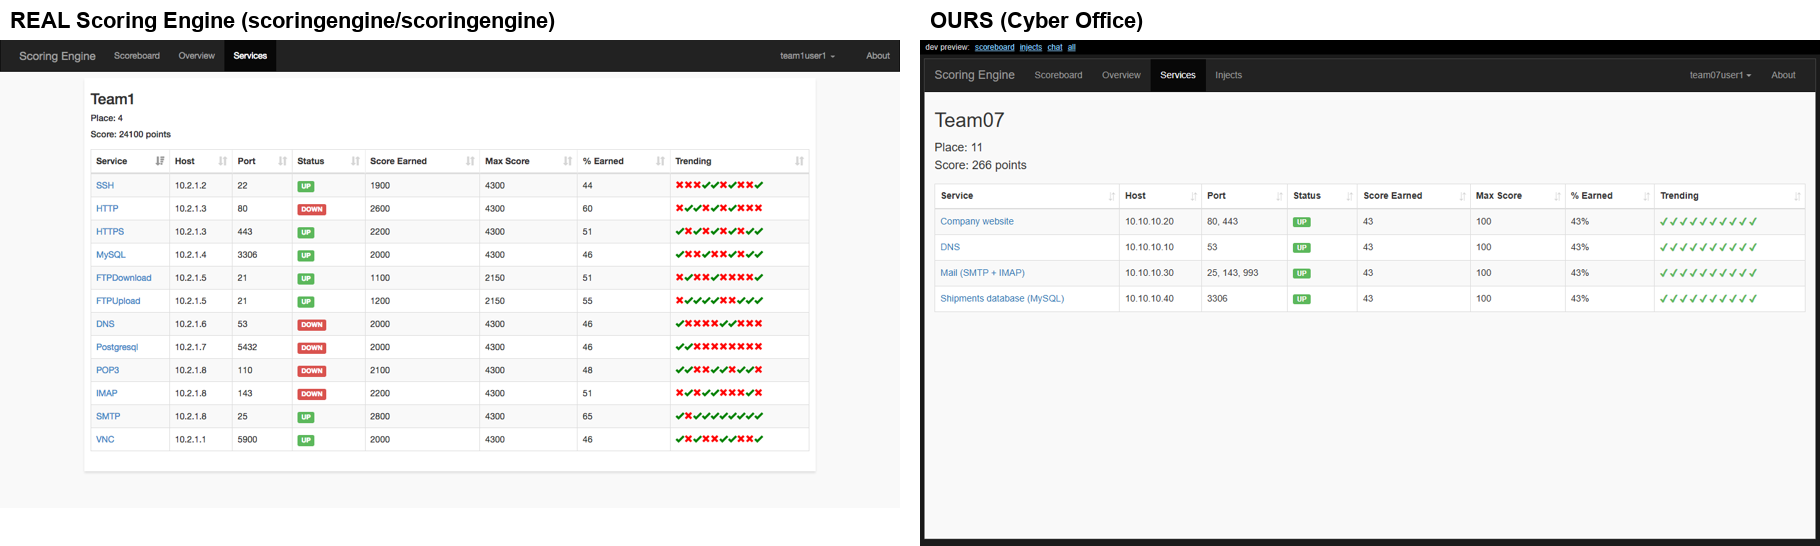 REAL Scoring Engine (scoringengine/scoringengine)
Scoring Engine Scoreboard Overview Services team1user1 About
Team1
Place: 4
Score: 24100 points
Service Host Port Status Score Earned Max Score % Earned Trending
SSH 10.2.1.2 22 UP 1900 4300 44 ✖✖✖✔✔✖✔✖✖✔
HTTP 10.2.1.3 80 DOWN 2600 4300 60 ✖✔✔✖✔✖✔✖✖✖
HTTPS 10.2.1.3 443 UP 2200 4300 51 ✔✖✔✖✔✖✔✖✔✔
MySQL 10.2.1.4 3306 UP 2000 4300 46 ✔✖✖✔✖✖✔✖✔✔
FTPDownload 10.2.1.5 21 UP 1100 2150 51 ✖✔✖✖✔✖✖✖✖✔
FTPUpload 10.2.1.5 21 UP 1200 2150 55 ✖✔✔✔✔✖✖✔✔✔
DNS 10.2.1.6 53 DOWN 2000 4300 46 ✔✖✖✖✖✔✔✖✖✖
Postgresql 10.2.1.7 5432 DOWN 2000 4300 46 ✔✔✖✖✖✖✖✖✖✖
POP3 10.2.1.8 110 DOWN 2100 4300 48 ✔✔✖✖✔✔✖✔✔✖
IMAP 10.2.1.8 143 DOWN 2200 4300 51 ✖✔✖✔✔✖✖✖✔✖
SMTP 10.2.1.8 25 UP 2800 4300 65 ✔✖✔✔✔✔✔✔✔✔
VNC 10.2.1.1 5900 UP 2000 4300 46 ✔✖✔✖✖✔✔✖✖✔
OURS (Cyber Office)
dev preview: scoreboard injects chat all
Scoring Engine Scoreboard Overview Services Injects team07user1 About
Team07
Place: 11
Score: 266 points
Service Host Port Status Score Earned Max Score % Earned Trending
Company website 10.10.10.20 80, 443 UP 43 100 43% ✔✔✔✔✔✔✔✔✔✔
DNS 10.10.10.10 53 UP 43 100 43% ✔✔✔✔✔✔✔✔✔✔
Mail (SMTP + IMAP) 10.10.10.30 25, 143, 993 UP 43 100 43% ✔✔✔✔✔✔✔✔✔✔
Shipments database (MySQL) 10.10.10.40 3306 UP 43 100 43% ✔✔✔✔✔✔✔✔✔✔